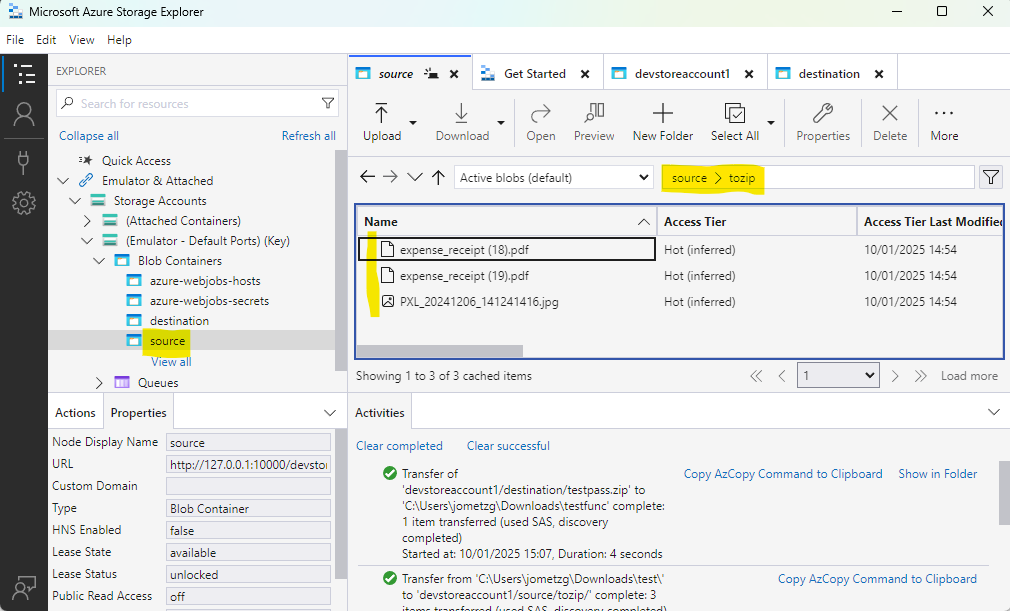 Microsoft Azure Storage Explorer
File Edit View Help
EXPLORER
Search for resources
Collapse all Refresh all
Quick Access
Emulator & Attached
Storage Accounts
(Attached Containers)
(Emulator - Default Ports) (Key)
Blob Containers
azure-webjobs-hosts
azure-webjobs-secrets
destination
source
View all
Queues
Actions Properties
Node Display Name source
URL http://127.0.0.1:10000/devsto
Custom Domain
Type Blob Container
HNS Enabled false
Lease State available
Lease Status unlocked
Public Read Access off
source Get Started devstoreaccount1 destination
Upload Download Open Preview New Folder Select All Properties Delete More
Active blobs (default) source tozip
Name Access Tier Access Tier Last Modified
expense_receipt (18).pdf Hot (inferred) 10/01/2025 14:54
expense_receipt (19).pdf Hot (inferred) 10/01/2025 14:54
PXL_20241206_141241416.jpg Hot (inferred) 10/01/2025 14:54
Showing 1 to 3 of 3 cached items 1 Load more
Activities
Clear completed Clear successful
Transfer of Copy AzCopy Command to Clipboard Show in Folder
'devstoreaccount1/destination/testpass.zip' to
'C:\Users\jometzg\Downloads\testfunc' complete:
1 item transferred (used SAS, discovery
completed)
Started at: 10/01/2025 15:07, Duration: 4 seconds
Transfer from 'C:\Users\jometzg\Downloads\test\' Copy AzCopy Command to Clipboard
to 'devstoreaccount1/source/tozip/' complete: 3
items transferred (used SAS, discovery completed)